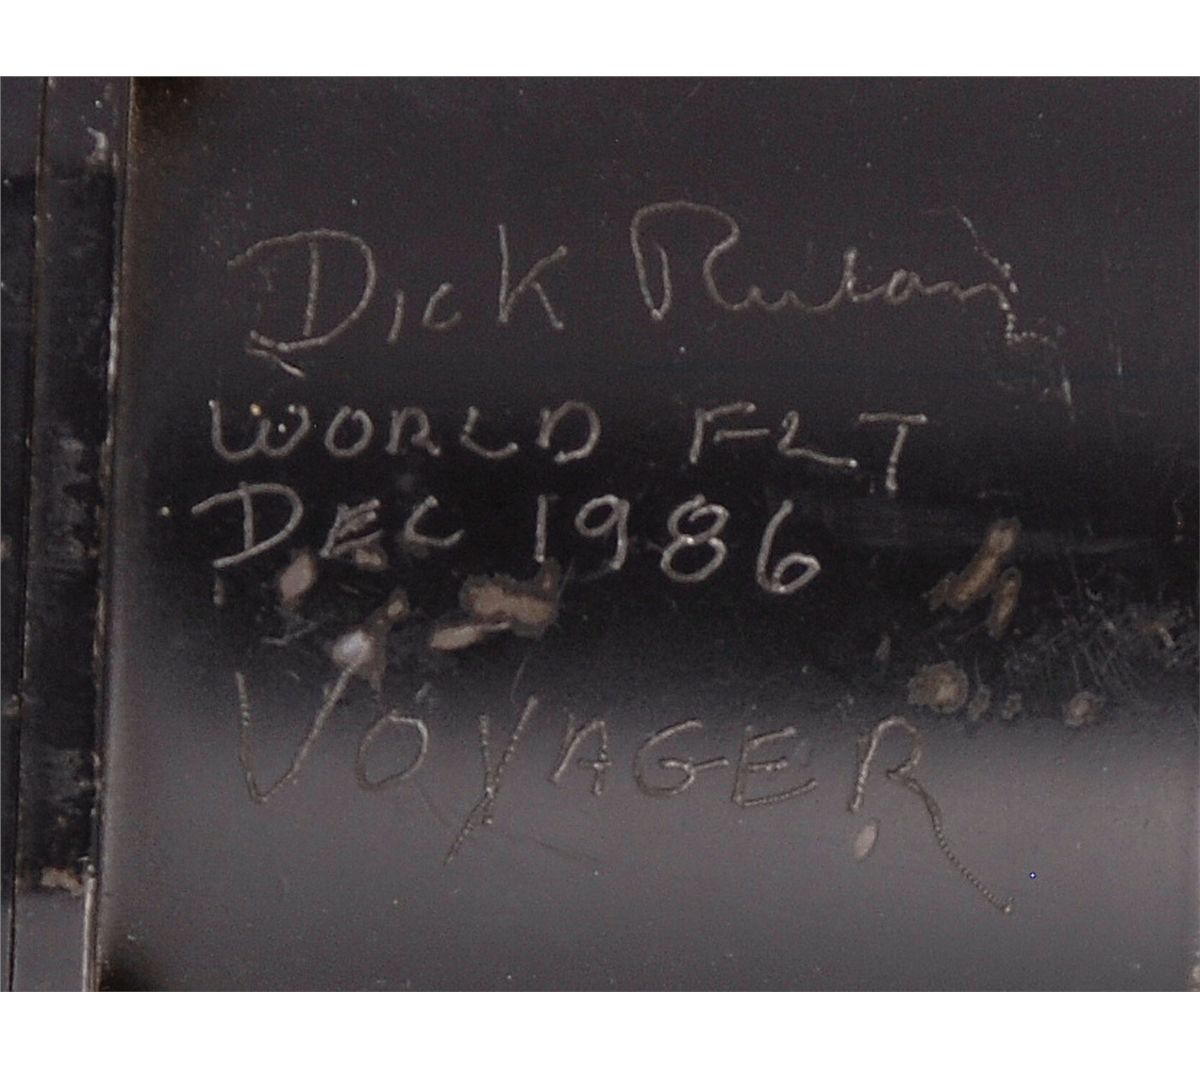 Dick Rutan
WORLD FLT
DEC 1986
VOYAGER